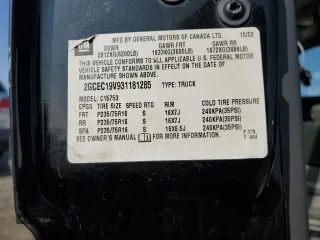 GM
MFD BY GENERAL MOTORS OF CANADA LTD. 10/02
GVWR GAWR FRT GAWR RR
2812KG(6200LB) 1633KG(3600LB) 1672KG(3686LB)
THIS VEHICLE CONFORMS TO ALL APPLICABLE U.S. FEDERAL MOTOR
VEHICLE SAFETY STANDARDS IN EFFECT ON THE DATE OF
MANUFACTURE SHOWN ABOVE.
2GCEC19V931181285 TYPE: TRUCK
MODEL: C15753
TIRE SIZE SPEED RTG RIM COLD TIRE PRESSURE
FRT P235/75R16 S 16X7J 240KPA(35PSI)
RR P235/75R16 S 16X7J 240KPA(35PSI)
SPA P235/75R16 S 16X6.5J 240KPA(35PSI)
SEE OWNER'S MANUAL FOR MORE INFORMATION.